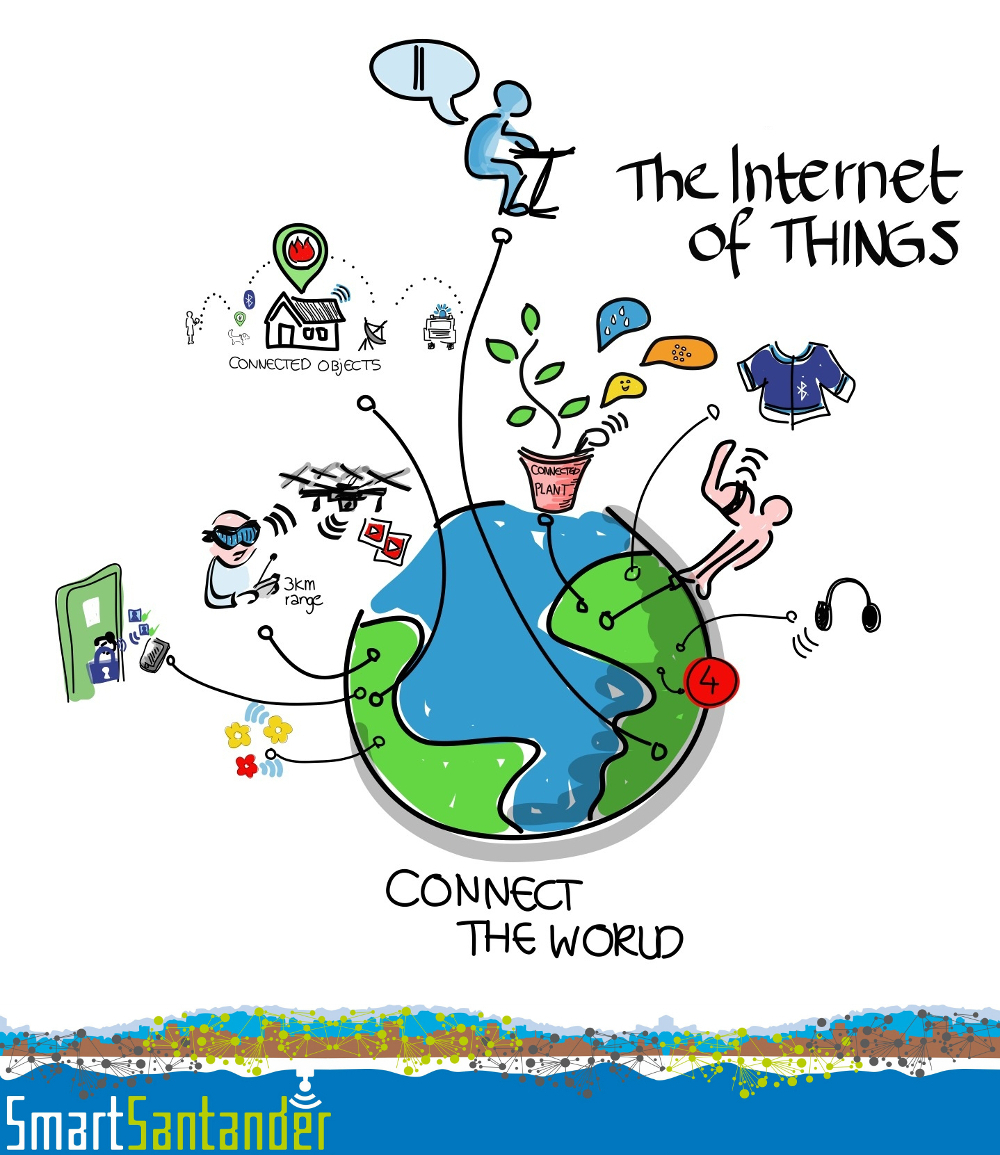 The Internet
of THINGS
CONNECTED OBJECTS
CONNECTED
PLANT
3km
range
4
CONNECT
THE WORLD
SmartSantander